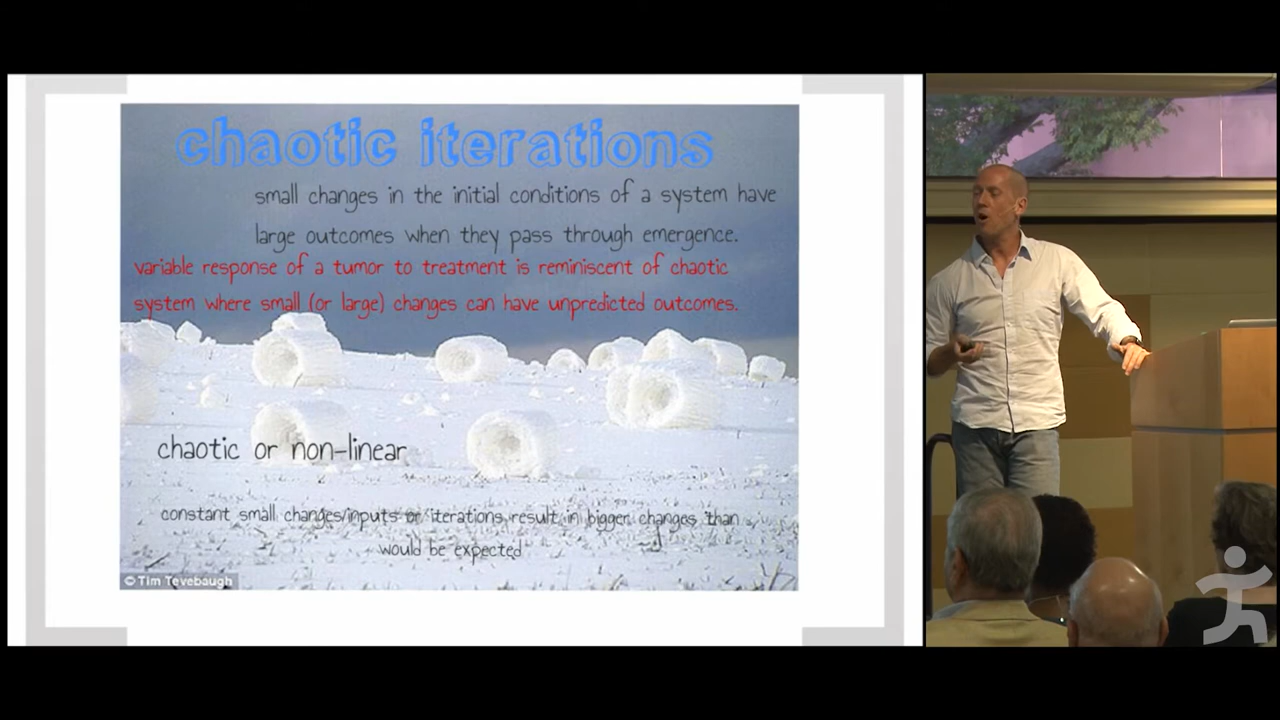 chaotic iterations
small changes in the initial conditions of a system have
large outcomes when they pass through emergence.
variable response of a tumor to treatment is reminiscent of chaotic
system where small (or large) changes can have unpredicted outcomes.
chaotic or non-linear
constant small changes/inputs or iterations result in bigger changes than
would be expected
© Tim Tevebaugh